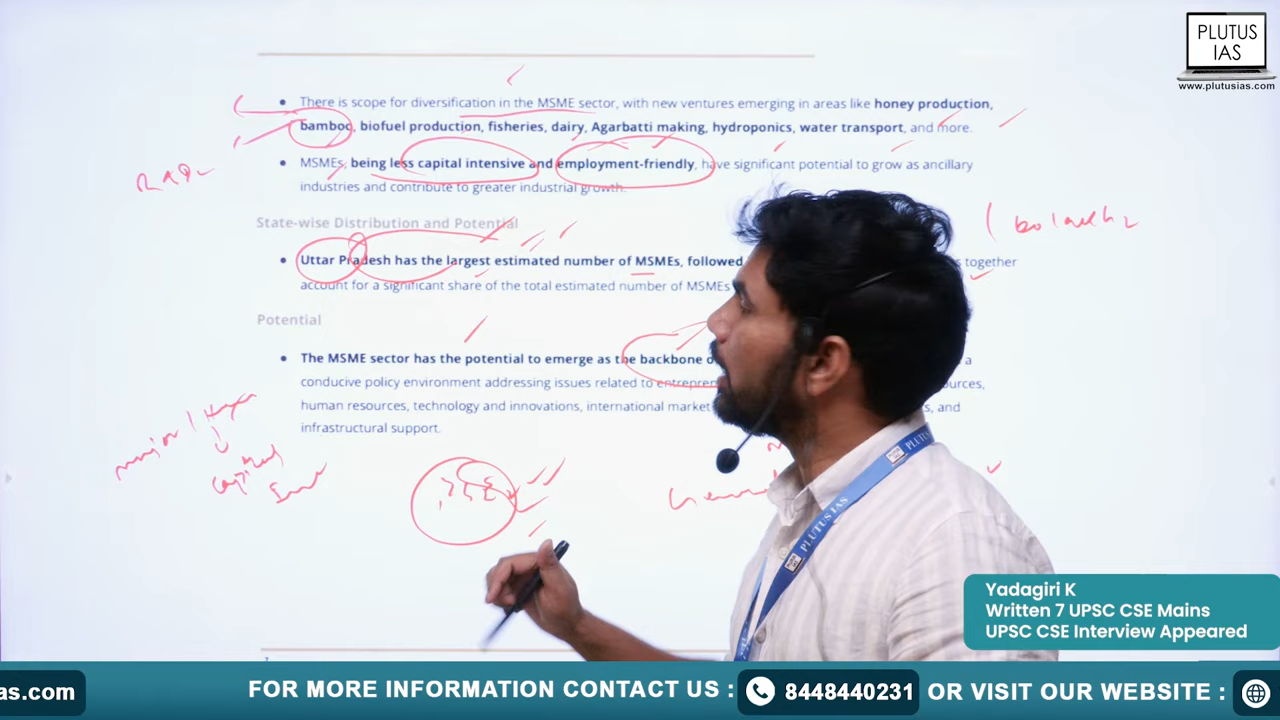 PLUTUS
IAS
www.plutusias.com
There is scope for diversification in the MSME sector, with new ventures emerging in areas like honey production,
bamboo, biofuel production, fisheries, dairy, Agarbatti making, hydroponics, water transport, and more.
MSMEs, being less capital intensive and employment-friendly, have significant potential to grow as ancillary
industries and contribute to greater industrial growth.
State-wise Distribution and Potential
Uttar Pradesh has the largest estimated number of MSMEs, followed
together
account for a significant share of the total estimated number of MSMEs
Potential
The MSME sector has the potential to emerge as the backbone
a
conducive policy environment addressing issues related to
human resources, technology and innovations, international
and
infrastructural support.
PLUTUS IAS
Yadagiri K
Written 7 UPSC CSE Mains
UPSC CSE Interview Appeared
ias.com
FOR MORE INFORMATION CONTACT US :
8448440231
OR VISIT OUR WEBSITE :